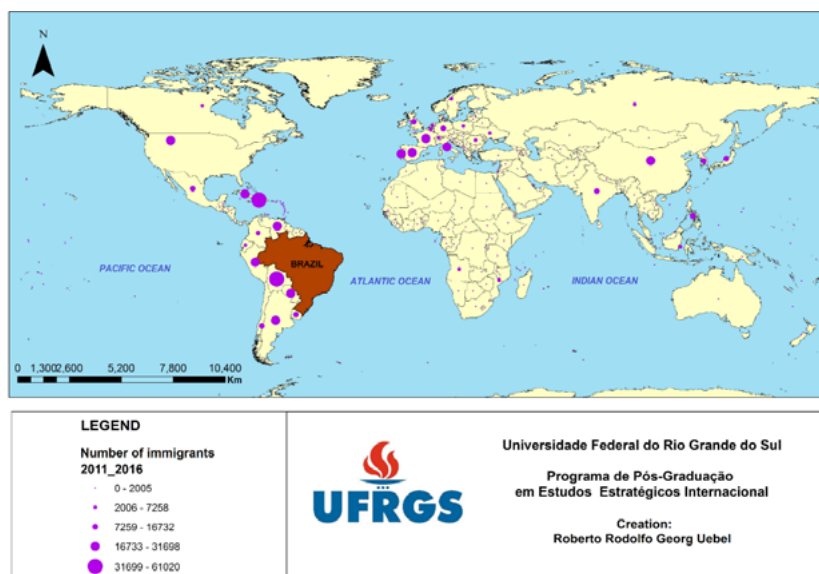 N
BRAZIL
PACIFIC OCEAN
ATLANTIC OCEAN
INDIAN OCEAN
0 1,3002,600 5,200 7,800 10,400
Km
LEGEND
Number of immigrants
2011_2016
0 - 2005
2006 - 7258
7259 - 16732
16733 - 31698
31699 - 61020
UFRGS
Universidade Federal do Rio Grande do Sul
Programa de Pós-Graduação
em Estudos Estratégicos Internacional
Creation:
Roberto Rodolfo Georg Uebel